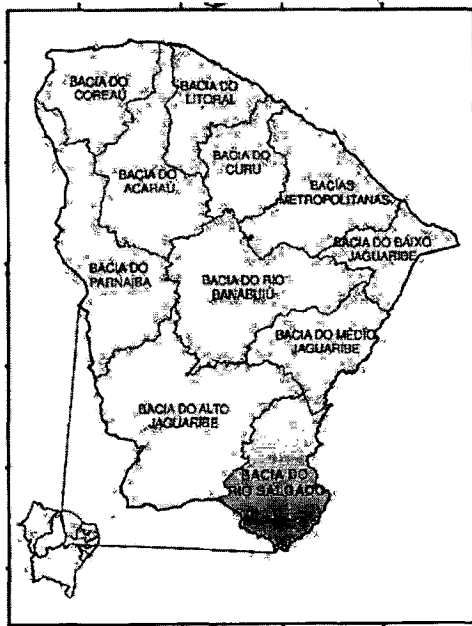 BACIA DO
COREAÚ
BACIA DO
LITORAL
BACIA DO
CURU
BACIA DO
ACARAÚ
BACIAS
METROPOLITANAS
BACIA DO BAIXO
JAGUARIBE
BACIA DO
PARNAÍBA
BACIA DO RIO
BANABUIÚ
BACIA DO MÉDIO
JAGUARIBE
BACIA DO ALTO
JAGUARIBE
BACIA DO
RIO SALGADO